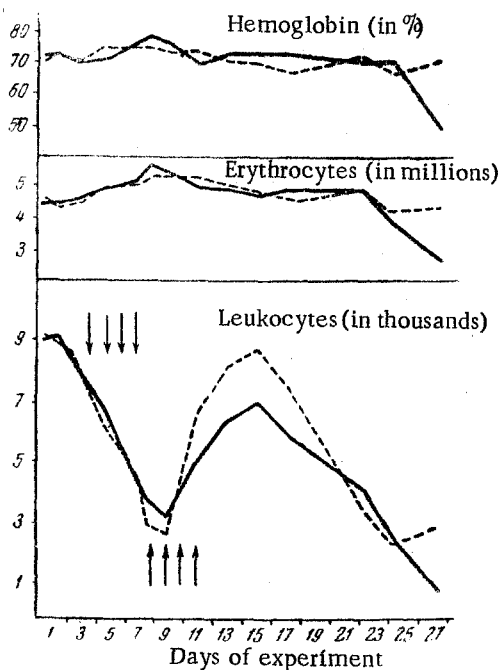 Hemoglobin (in %)
80
70
60
50
Erythrocytes (in millions)
5
4
3
Leukocytes (in thousands)
9
7
5
3
1
1 3 5 7 9 11 13 15 17 19 21 23 25 27
Days of experiment